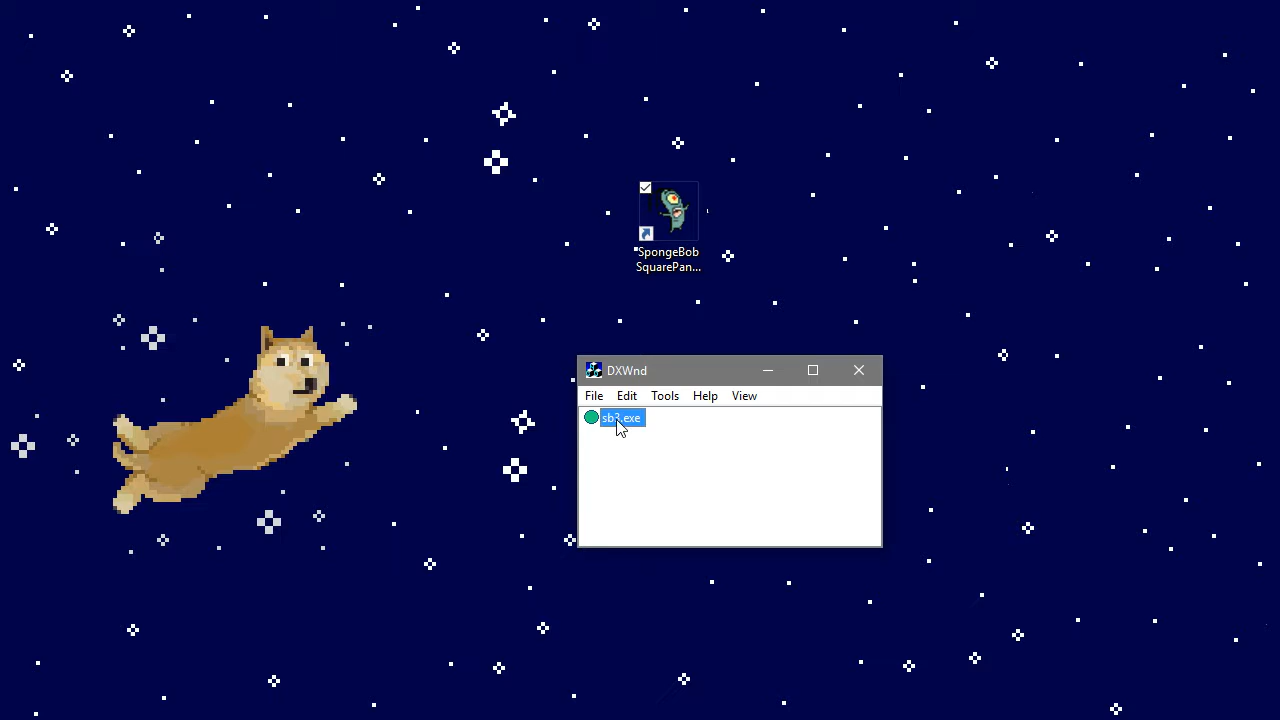 SpongeBob
SquarePan...
DXWnd
File Edit Tools Help View
sb3.exe